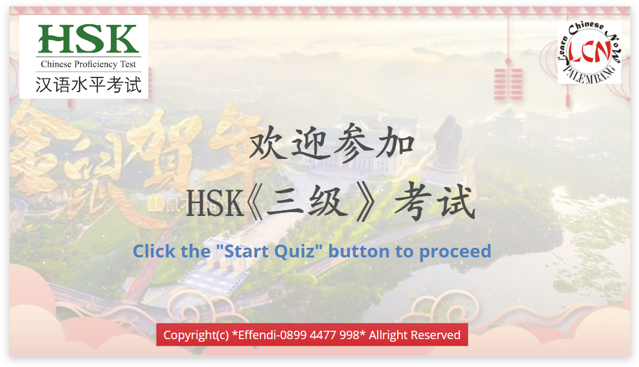 HSK
Chinese Proficiency Test
汉语水平考试
Learn Chinese Now
LCN
PALEMBANG
金鼠贺年
欢迎参加
HSK《三级》考试
Click the "Start Quiz" button to proceed
Copyright(c) *Effendi-0899 4477 998* Allright Reserved